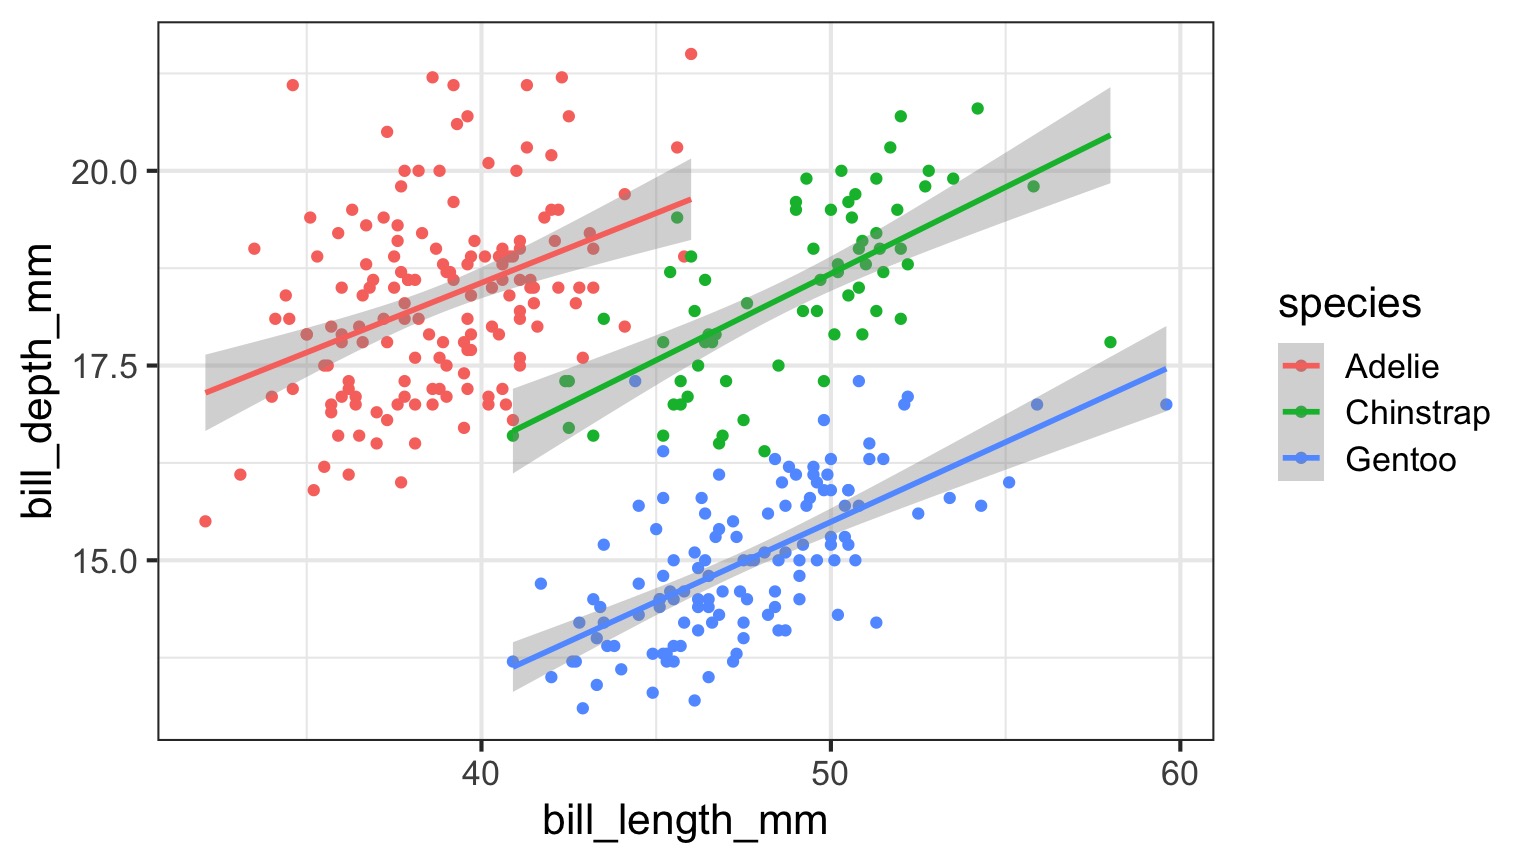 bill_depth_mm
20.0
17.5
15.0
40 50 60
bill_length_mm
species
Adelie
Chinstrap
Gentoo